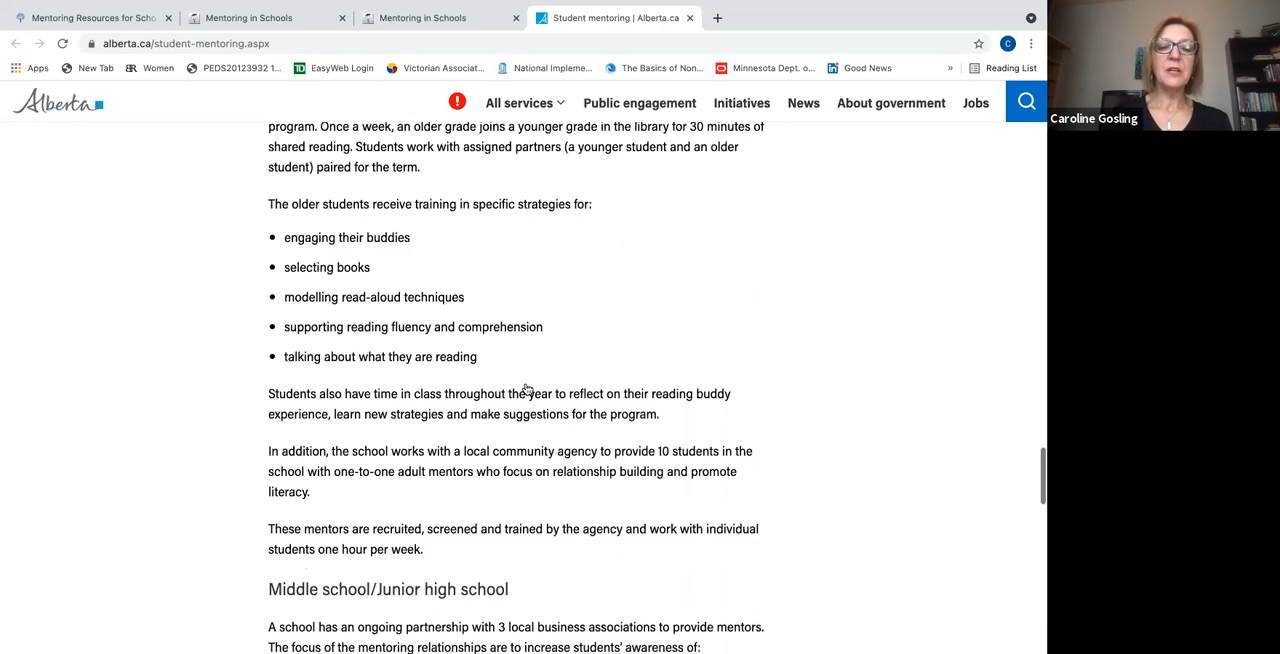 Mentoring Resources for Scho
Mentoring in Schools
Mentoring in Schools
Student mentoring | Alberta.ca
alberta.ca/student-mentoring.aspx
C
Apps
New Tab
Women
PEDS20123932 1...
EasyWeb Login
Victorian Associat...
National Impleme...
The Basics of Non...
Minnesota Dept. o...
Good News
»
Reading List
Alberta
All services
Public engagement
Initiatives
News
About government
Jobs
Caroline Gosling
program. Once a week, an older grade joins a younger grade in the library for 30 minutes of
shared reading. Students work with assigned partners (a younger student and an older
student) paired for the term.
The older students receive training in specific strategies for:
• engaging their buddies
• selecting books
• modelling read-aloud techniques
• supporting reading fluency and comprehension
• talking about what they are reading
Students also have time in class throughout the year to reflect on their reading buddy
experience, learn new strategies and make suggestions for the program.
In addition, the school works with a local community agency to provide 10 students in the
school with one-to-one adult mentors who focus on relationship building and promote
literacy.
These mentors are recruited, screened and trained by the agency and work with individual
students one hour per week.
Middle school/Junior high school
A school has an ongoing partnership with 3 local business associations to provide mentors.
The focus of the mentoring relationships are to increase students' awareness of: